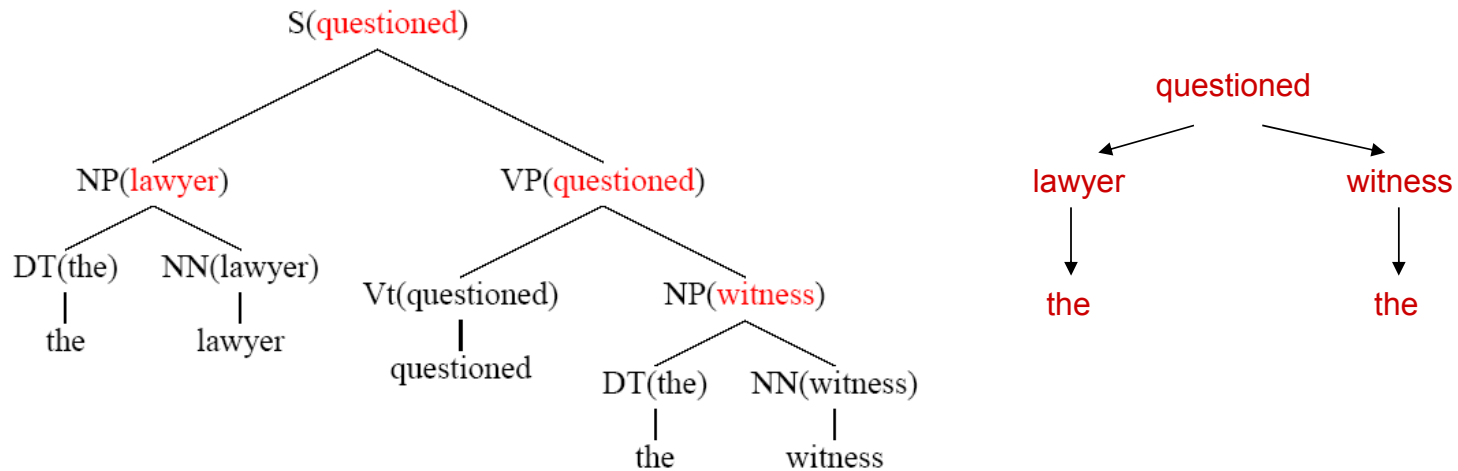 S(questioned)
NP(lawyer) VP(questioned)
DT(the) NN(lawyer)
Vt(questioned) NP(witness)
the lawyer
questioned
DT(the) NN(witness)
the witness
questioned
lawyer witness
the the